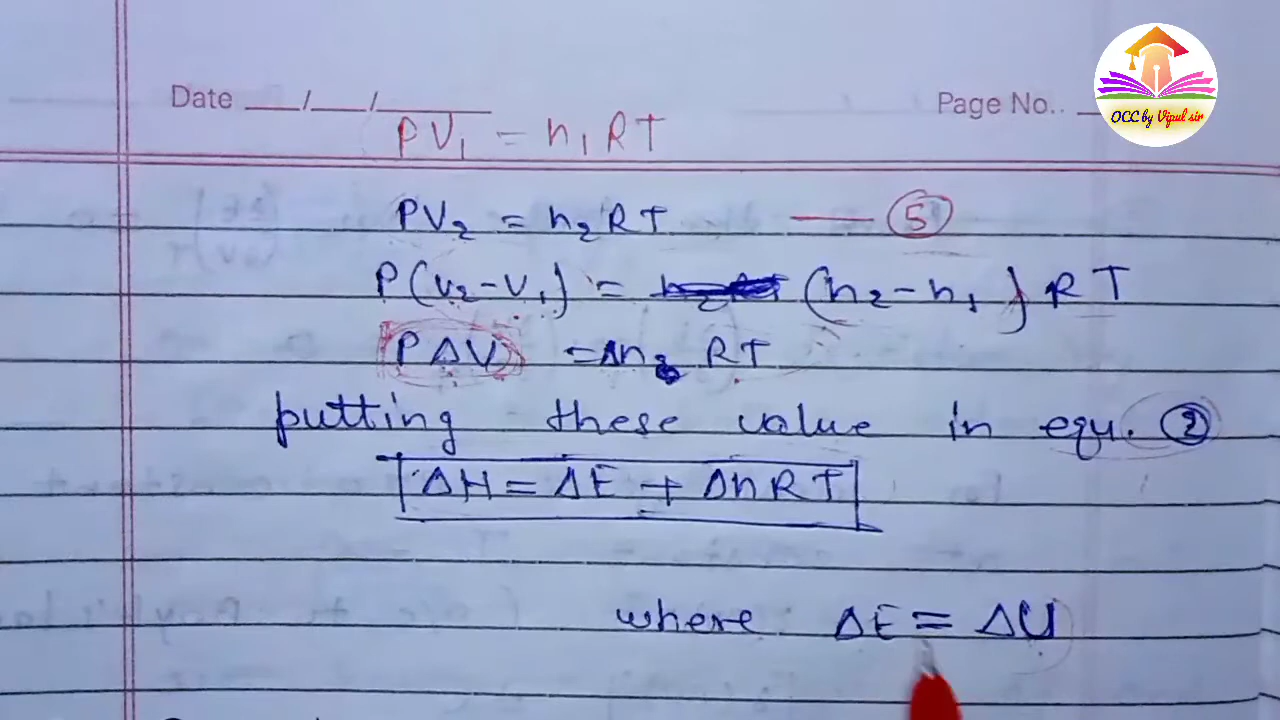 Date ___/___/______ Page No..
OCC by Vipul sir
PV₁ = n₁RT
PV₂ = n₂RT —— ⑤
P(V₂-V₁) = (n₂-n₁) RT
PΔV = Δn RT
putting these value in equ. ②
ΔH = ΔE + ΔnRT
where ΔE = ΔU